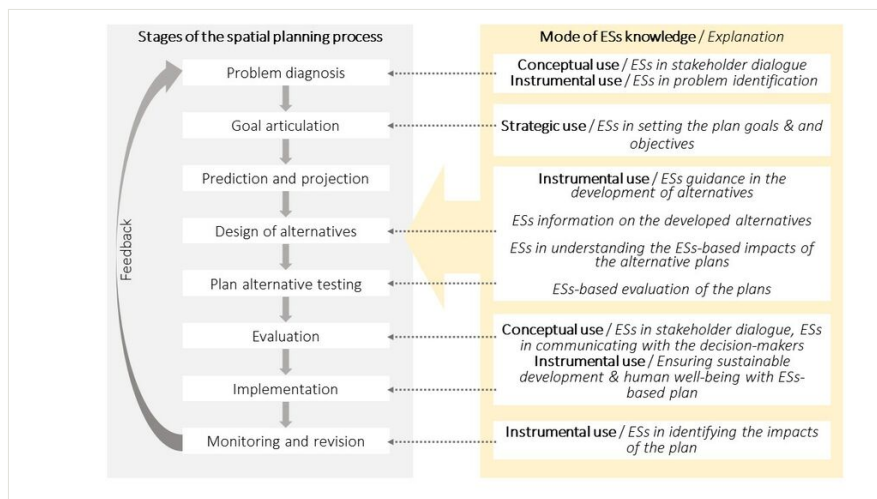 Stages of the spatial planning process
Problem diagnosis
Goal articulation
Prediction and projection
Design of alternatives
Plan alternative testing
Evaluation
Implementation
Monitoring and revision
Feedback
Mode of ESs knowledge / Explanation
Conceptual use / ESs in stakeholder dialogue
Instrumental use / ESs in problem identification
Strategic use / ESs in setting the plan goals & and
objectives
Instrumental use / ESs guidance in the
development of alternatives
ESs information on the developed alternatives
ESs in understanding the ESs-based impacts of
the alternative plans
ESs-based evaluation of the plans
Conceptual use / ESs in stakeholder dialogue, ESs
in communicating with the decision-makers
Instrumental use / Ensuring sustainable
development & human well-being with ESs-
based plan
Instrumental use / ESs in identifying the impacts
of the plan